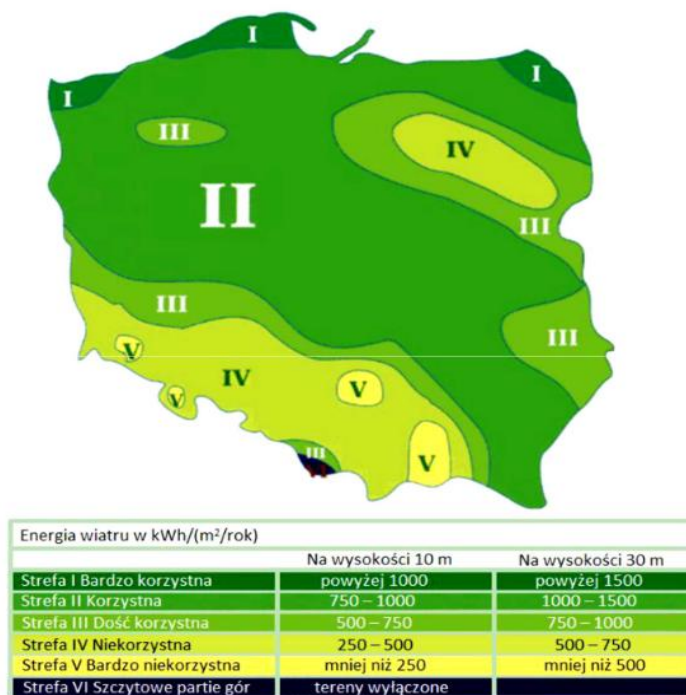 I
I
I
III
IV
II
III
III
III
V
IV
V
V
III
V
Energia wiatru w kWh/(m²/rok)
Na wysokości 10 m Na wysokości 30 m
Strefa I Bardzo korzystna powyżej 1000 powyżej 1500
Strefa II Korzystna 750 – 1000 1000 – 1500
Strefa III Dość korzystna 500 – 750 750 – 1000
Strefa IV Niekorzystna 250 – 500 500 – 750
Strefa V Bardzo niekorzystna mniej niż 250 mniej niż 500
Strefa VI Szczytowe partie gór tereny wyłączone